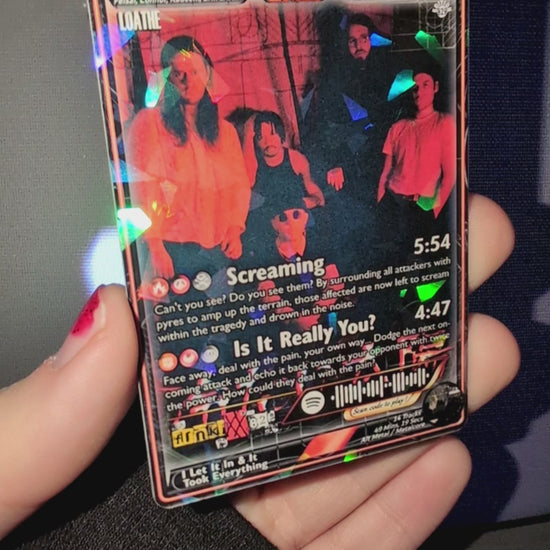 LOATHE
5:54
Screaming
Can't you see? Do you see them? By surrounding all attackers with
pyres to amp up the terrain, those affected are now left to scream
within the tragedy and drown in the noise.
4:47
Is It Really You?
Face away, deal with the pain, your own way... Dodge the next on-
coming attack and echo it back towards your opponent with twice
the power. How could they deal with the pain?
Scan code to play!
14 Tracks
49 Mins, 19 Secs
Alt Metal / Metalcore
I Let It In & It
Took Everything